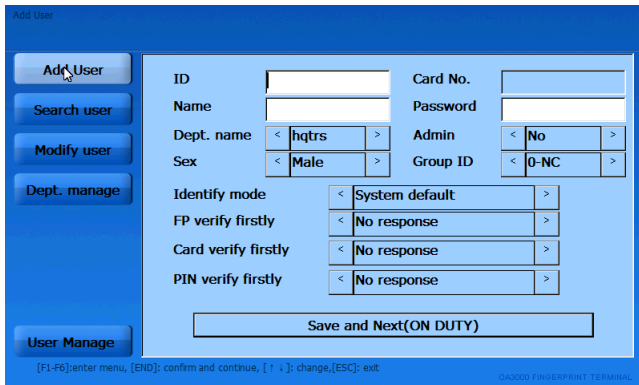 Add User
Add User
Search user
Modify user
Dept. manage
User Manage
ID
Card No.
Name
Password
Dept. name < hqtrs >
Admin < No >
Sex < Male >
Group ID < 0-NC >
Identify mode < System default >
FP verify firstly < No response >
Card verify firstly < No response >
PIN verify firstly < No response >
Save and Next(ON DUTY)
[F1-F6]:enter menu, [END]: confirm and continue, [ ↑ ↓ ]: change,[ESC]: exit
OA3000 FINGERPRINT TERMINAL